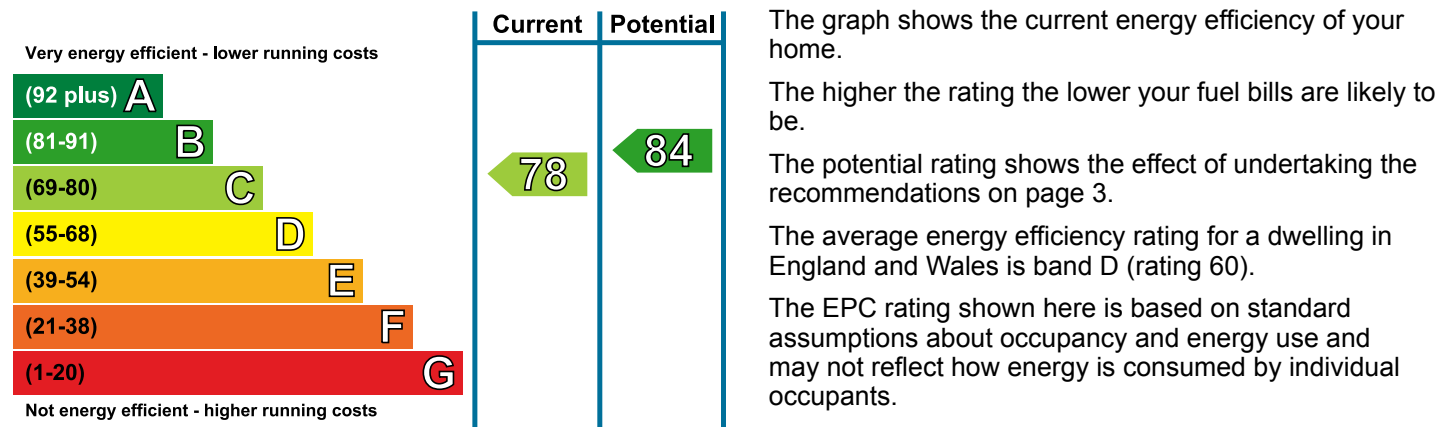 Current Potential
Very energy efficient - lower running costs
(92 plus) A
(81-91) B
(69-80) C
(55-68) D
(39-54) E
(21-38) F
(1-20) G
Not energy efficient - higher running costs
78
84
The graph shows the current energy efficiency of your
home.
The higher the rating the lower your fuel bills are likely to
be.
The potential rating shows the effect of undertaking the
recommendations on page 3.
The average energy efficiency rating for a dwelling in
England and Wales is band D (rating 60).
The EPC rating shown here is based on standard
assumptions about occupancy and energy use and
may not reflect how energy is consumed by individual
occupants.